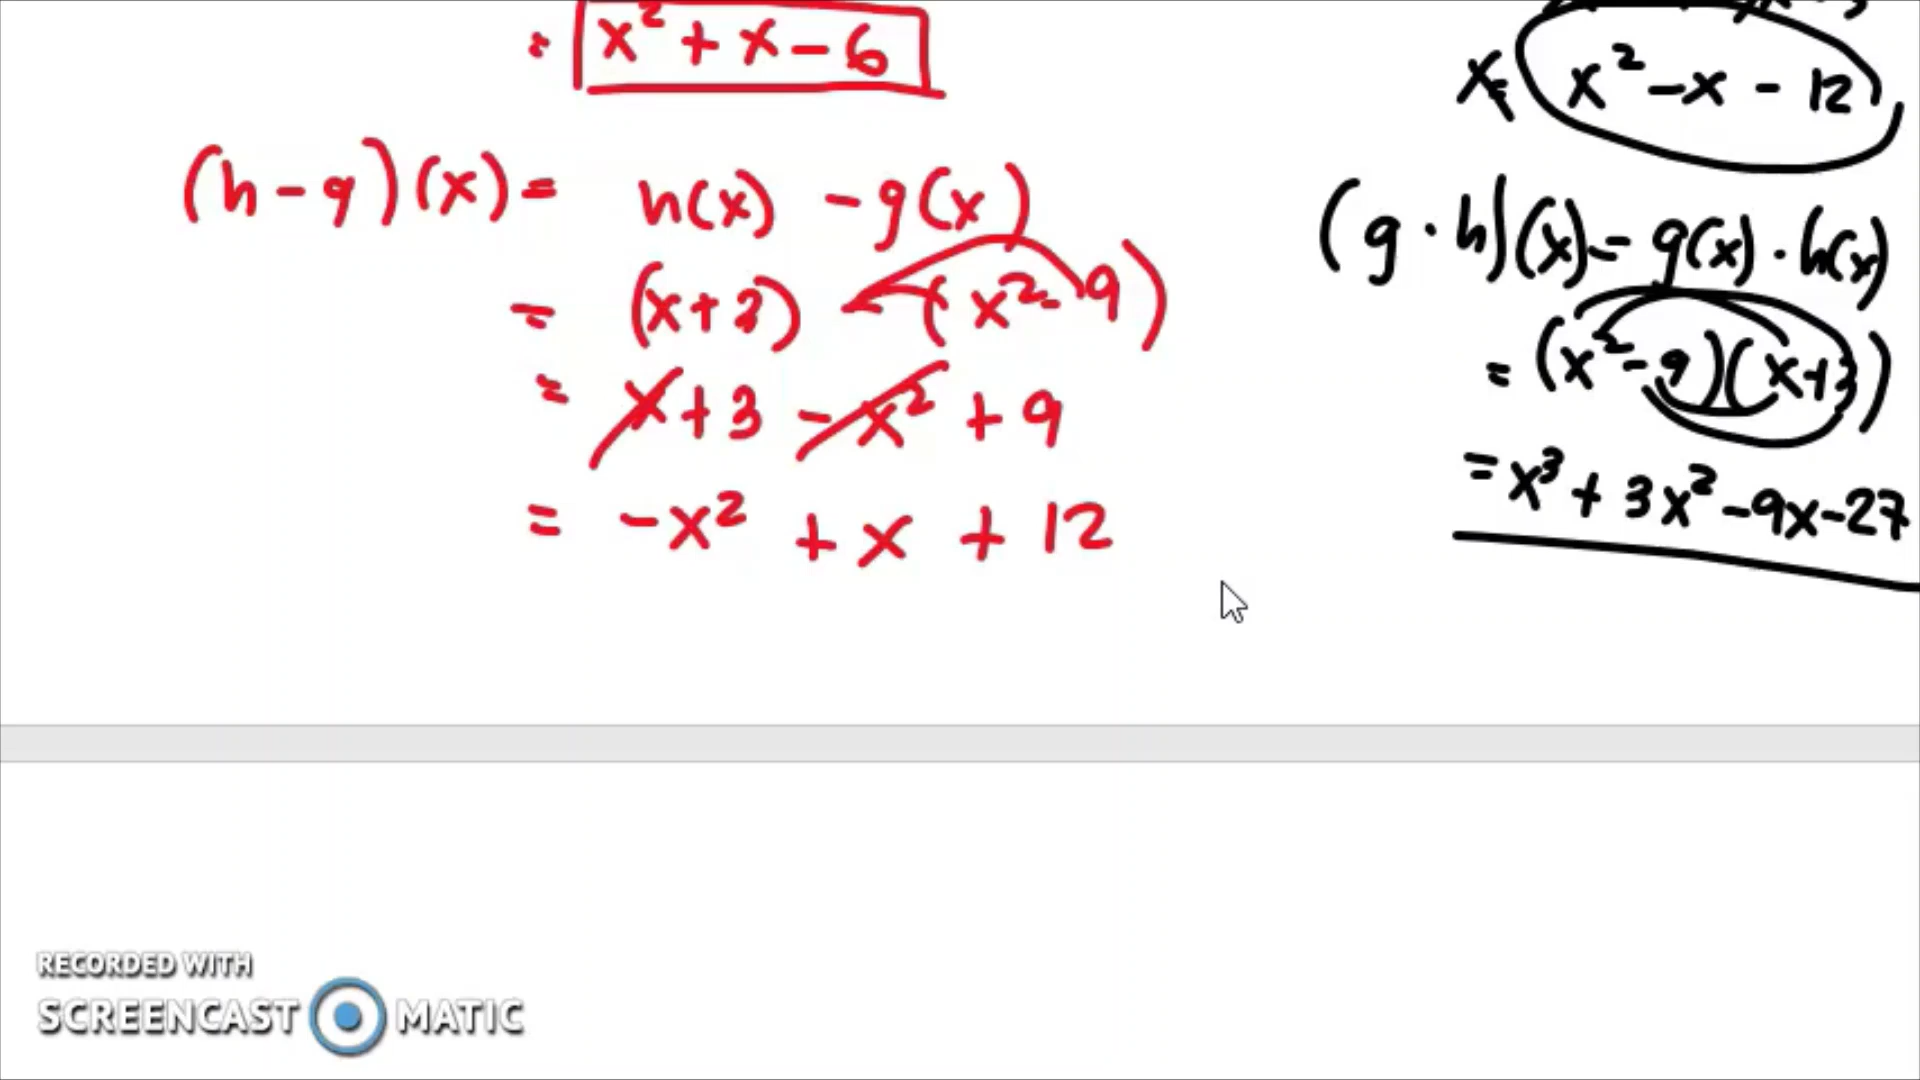 = x² + x - 6
(h - g)(x) = h(x) - g(x)
= (x + 3) - (x² - 9)
= x + 3 - x² + 9
= -x² + x + 12
x² - x - 12
(g · h)(x) = g(x) · h(x)
= (x² - 9)(x + 3)
= x³ + 3x² - 9x - 27
RECORDED WITH
SCREENCAST MATIC